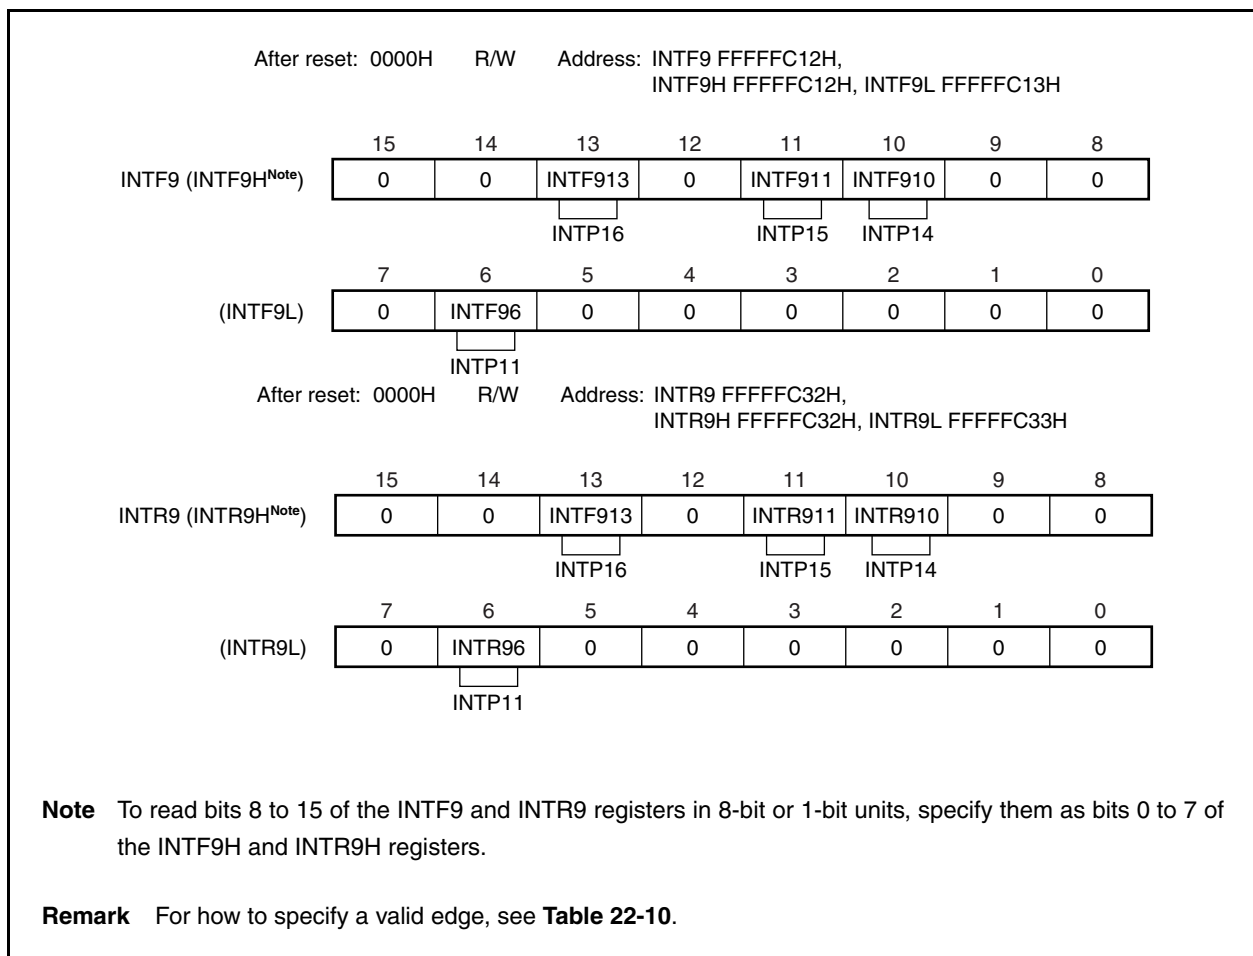 After reset: 0000H R/W Address: INTF9 FFFFFC12H,
INTF9H FFFFFC12H, INTF9L FFFFFC13H
15 14 13 12 11 10 9 8
INTF9 (INTF9HNote) 0 0 INTF913 0 INTF911 INTF910 0 0
INTP16 INTP15 INTP14
7 6 5 4 3 2 1 0
(INTF9L) 0 INTF96 0 0 0 0 0 0
INTP11
After reset: 0000H R/W Address: INTR9 FFFFFC32H,
INTR9H FFFFFC32H, INTR9L FFFFFC33H
15 14 13 12 11 10 9 8
INTR9 (INTR9HNote) 0 0 INTF913 0 INTR911 INTR910 0 0
INTP16 INTP15 INTP14
7 6 5 4 3 2 1 0
(INTR9L) 0 INTR96 0 0 0 0 0 0
INTP11
Note To read bits 8 to 15 of the INTF9 and INTR9 registers in 8-bit or 1-bit units, specify them as bits 0 to 7 of
the INTF9H and INTR9H registers.
Remark For how to specify a valid edge, see Table 22-10.